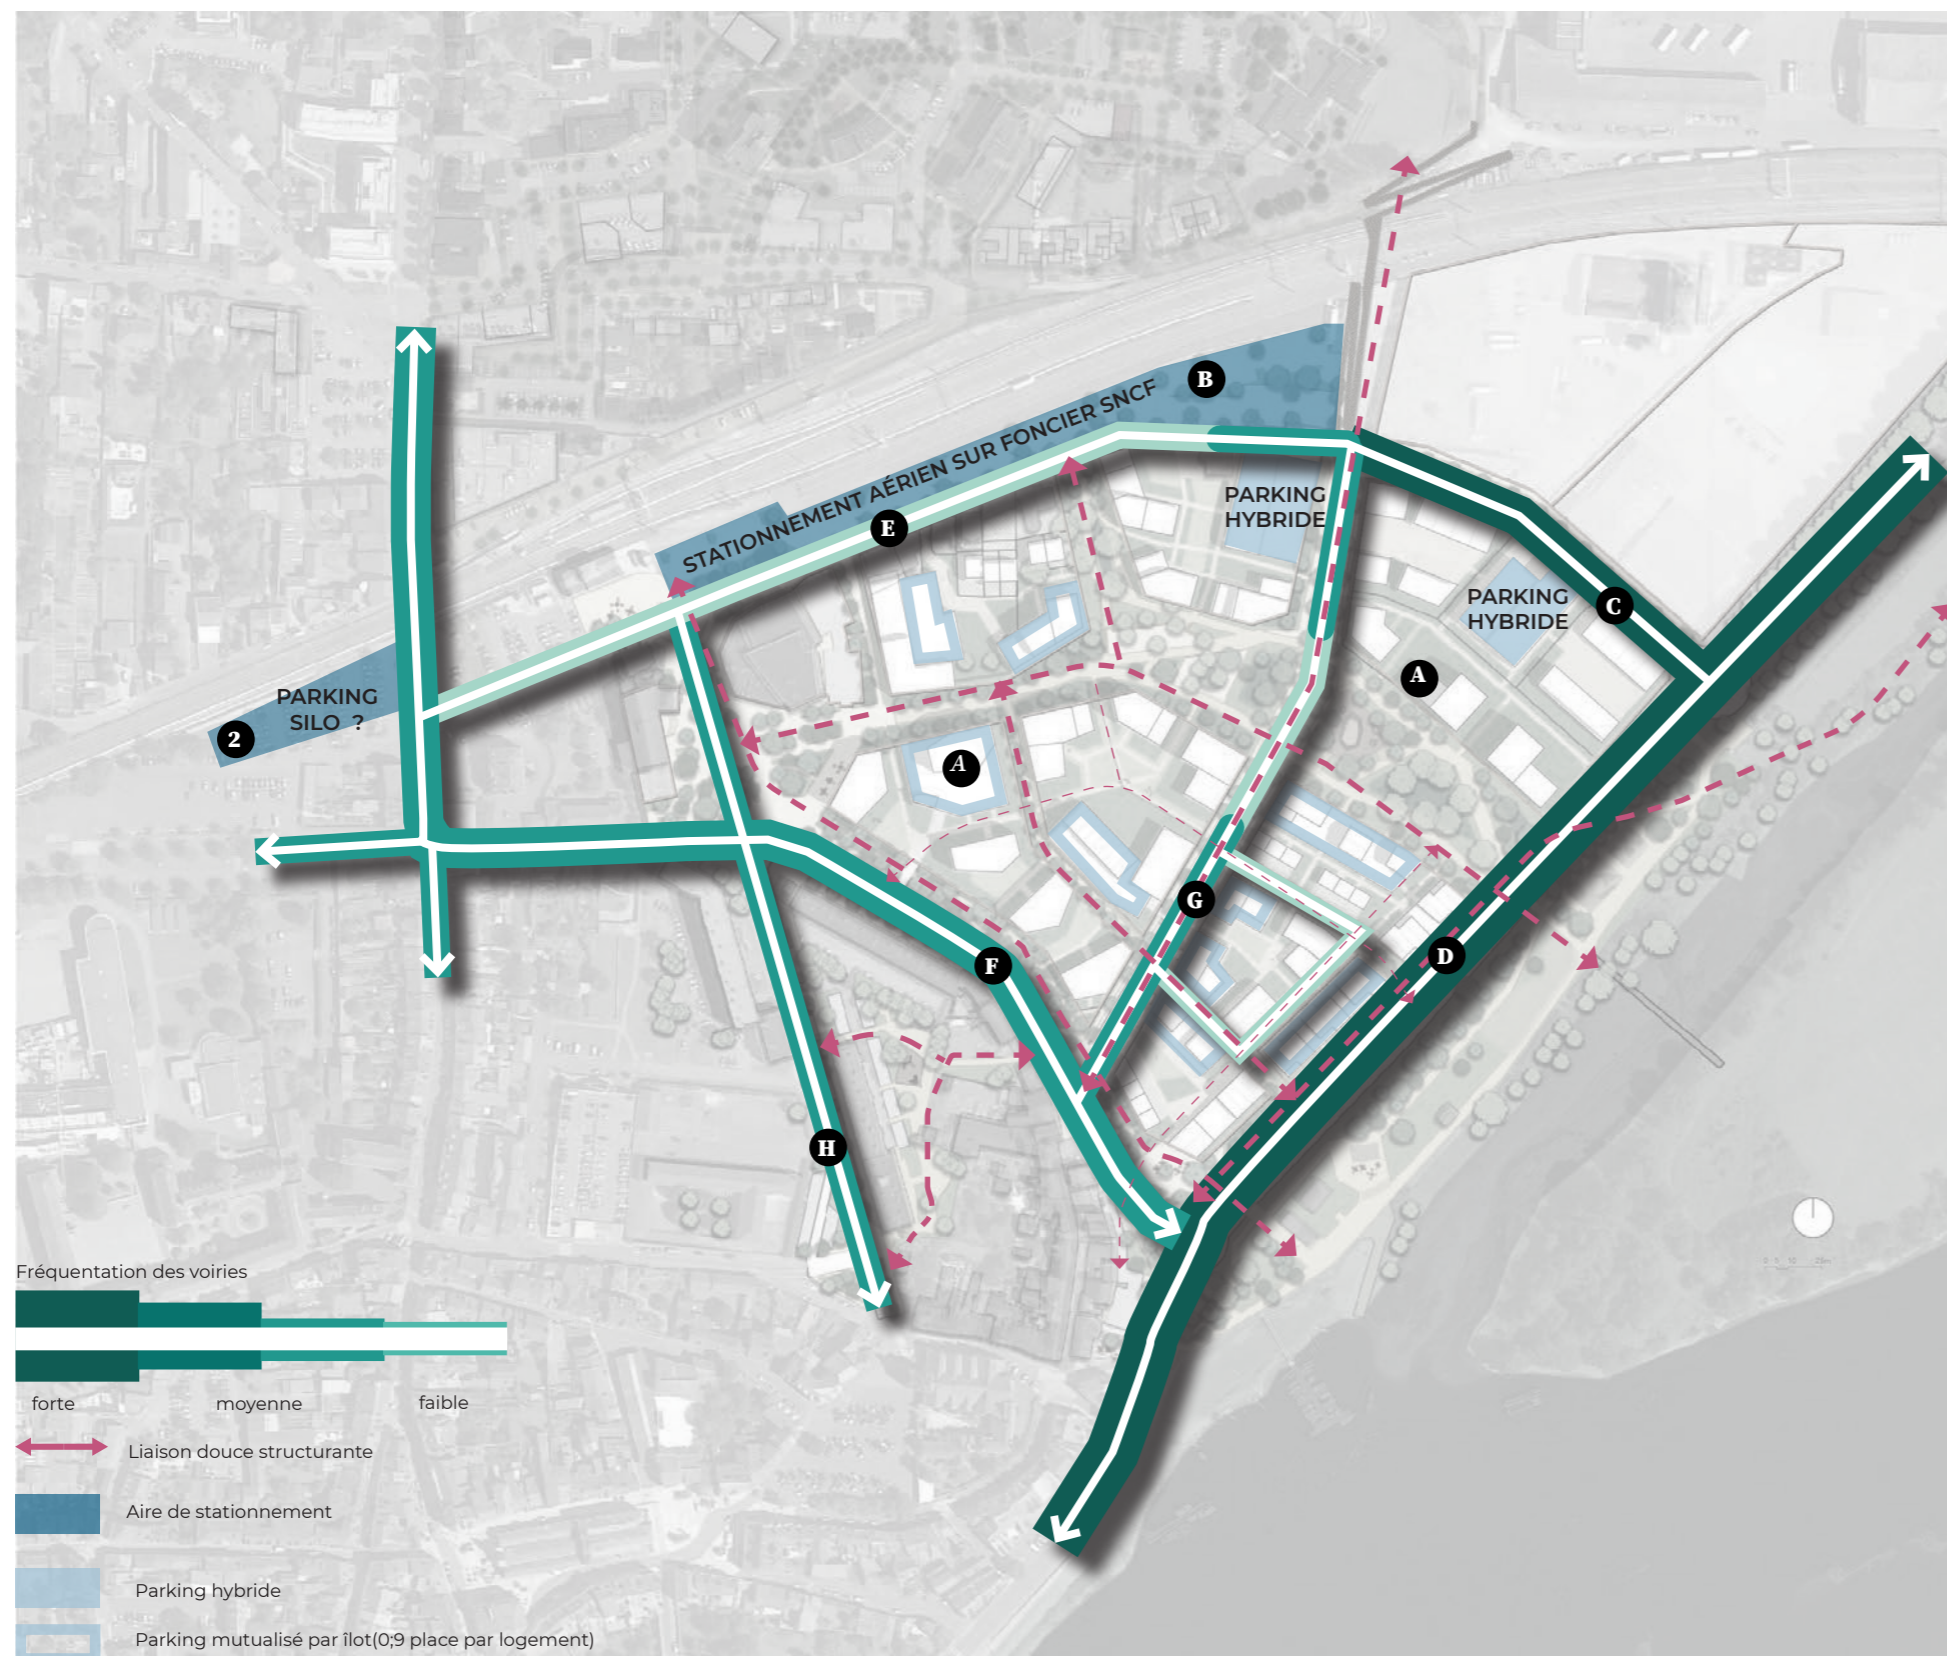 B
STATIONNEMENT AÉRIEN SUR FONCIER SNCF
E
PARKING
HYBRIDE
PARKING
HYBRIDE
C
A
PARKING
SILO ?
2
A
G
F
D
H
Fréquentation des voiries
forte
moyenne
faible
Liaison douce structurante
Aire de stationnement
Parking hybride
Parking mutualisé par îlot(0;9 place par logement)